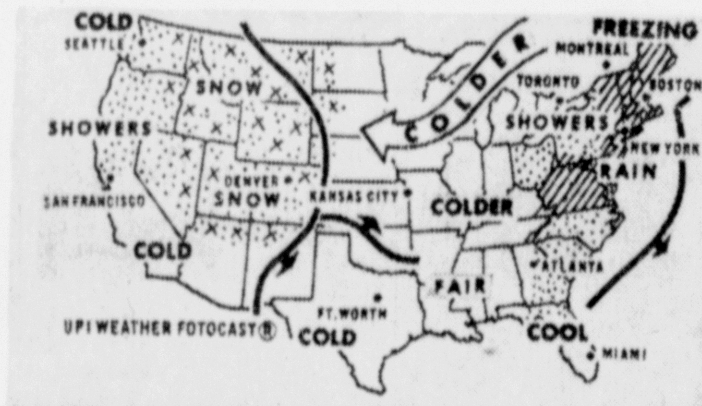 COLD
FREEZING
SEATTLE
MONTREAL
COLDER
SNOW
TORONTO
BOSTON
SHOWERS
SHOWERS
NEW YORK
RAIN
DENVER
KANSAS CITY
SAN FRANCISCO
SNOW
COLDER
COLD
ATLANTA
FAIR
FT. WORTH
UPI WEATHER FOTOCAST ®
COLD
COOL
MIAMI